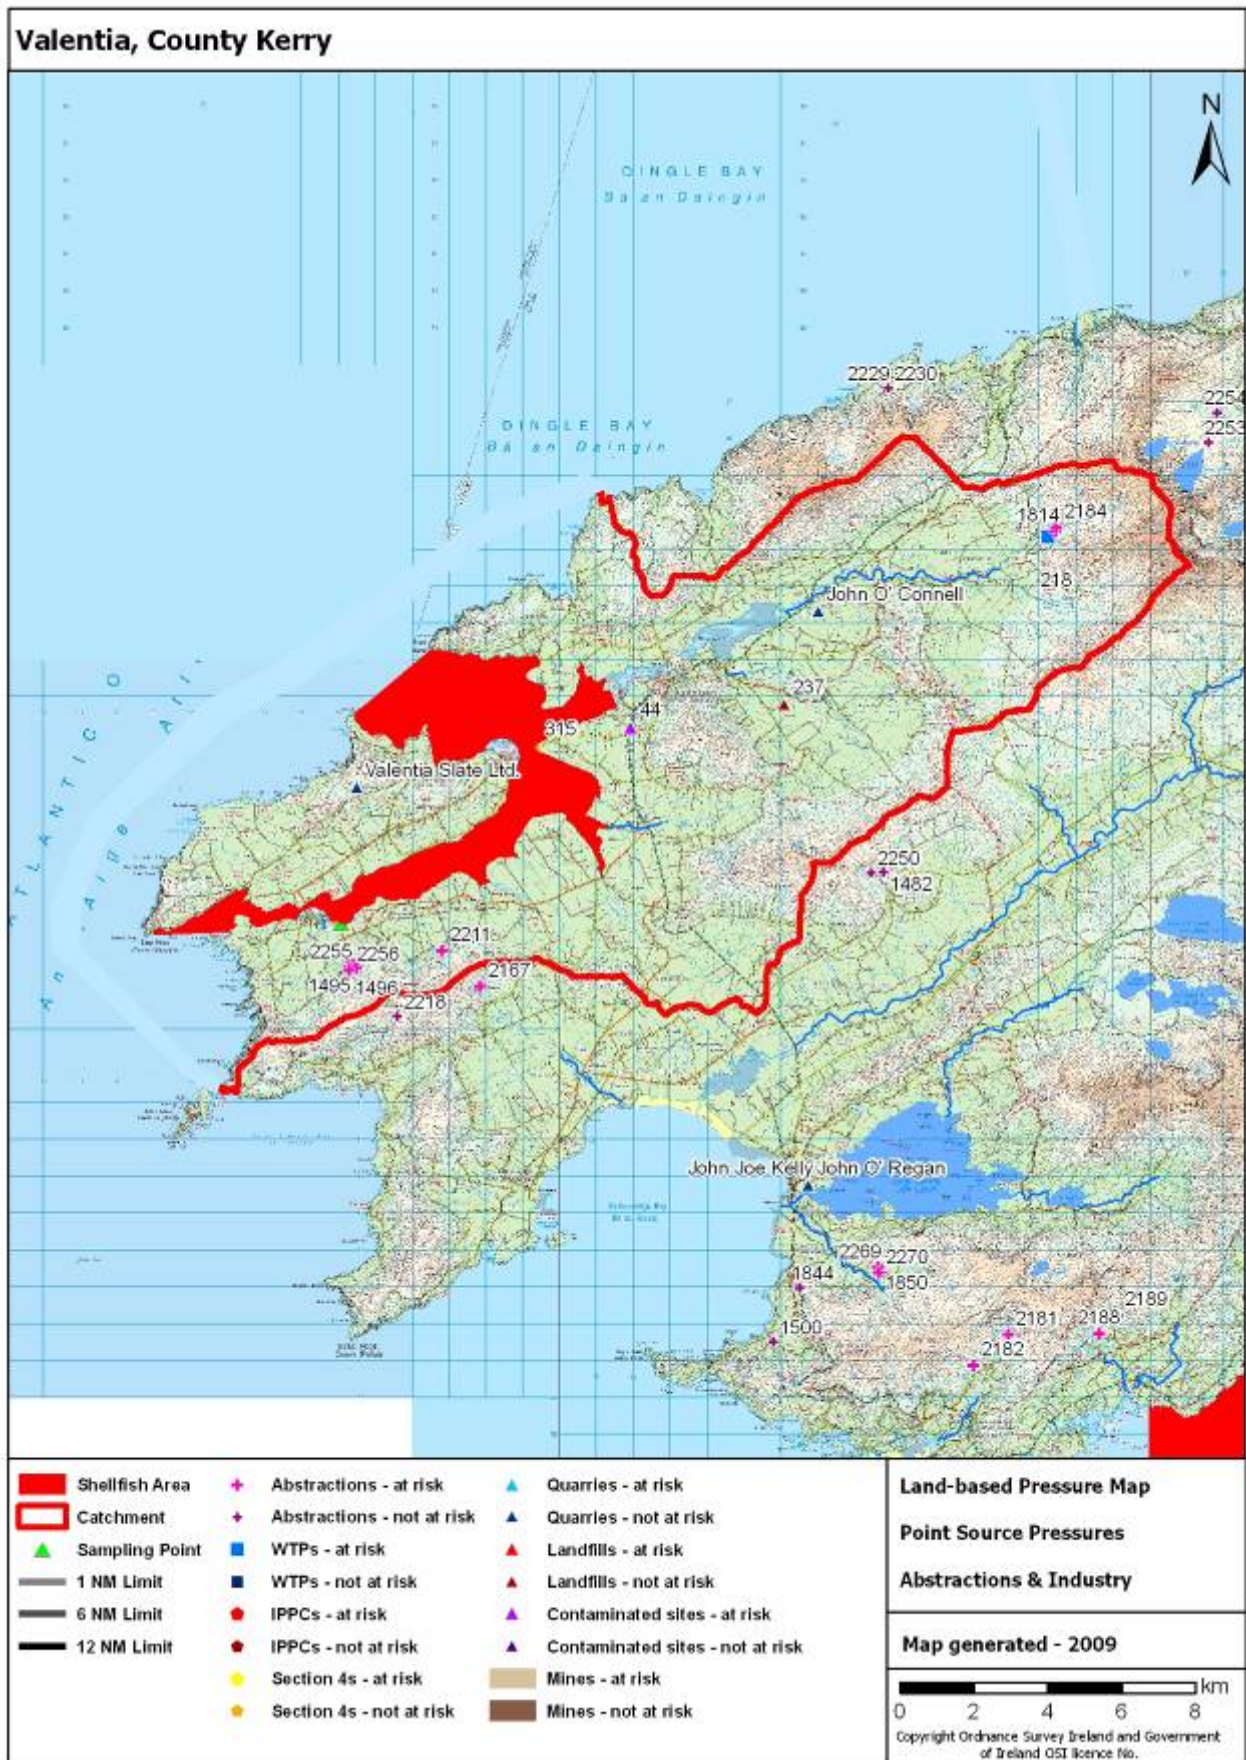 Valentia, County Kerry
N
DINGLE BAY
Bá an Daingin
2229 2230
2254
2253
DINGLE BAY
Bá an Daingin
1814 2184
218
John O' Connell
237
44
315
Valentia Slate Ltd.
ATLANTIC O
An Aigéan Atl
2250
1482
2211
2255 2256
2167
1495 1496
2218
John Joe Kelly John O' Regan
2269 2270
1844
1850
2189
2181 2188
1500
2182
Shellfish Area
Catchment
Sampling Point
1 NM Limit
6 NM Limit
12 NM Limit
Abstractions - at risk
Abstractions - not at risk
WTPs - at risk
WTPs - not at risk
IPPCs - at risk
IPPCs - not at risk
Section 4s - at risk
Section 4s - not at risk
Quarries - at risk
Quarries - not at risk
Landfills - at risk
Landfills - not at risk
Contaminated sites - at risk
Contaminated sites - not at risk
Mines - at risk
Mines - not at risk
Land-based Pressure Map
Point Source Pressures
Abstractions & Industry
Map generated - 2009
km
0 2 4 6 8
Copyright Ordnance Survey Ireland and Government
of Ireland OSI licence No.